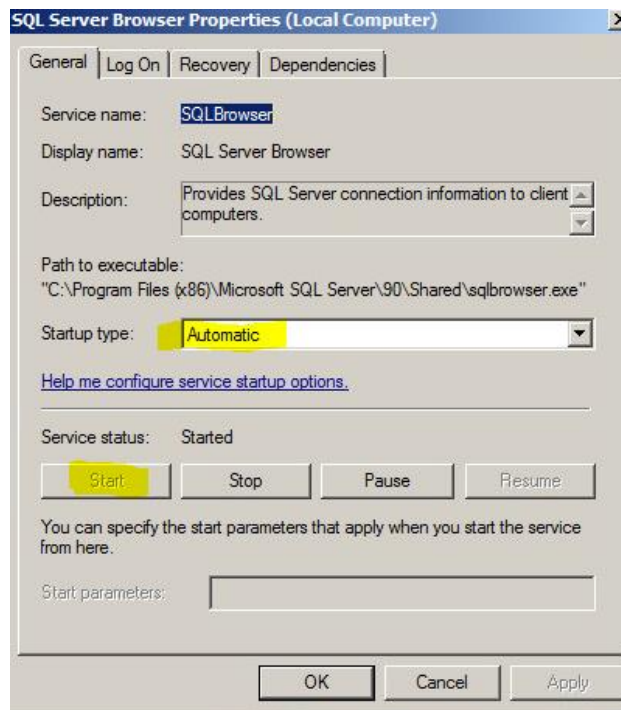 SQL Server Browser Properties (Local Computer)
General Log On Recovery Dependencies
Service name: SQLBrowser
Display name: SQL Server Browser
Description: Provides SQL Server connection information to client
computers.
Path to executable:
"C:\Program Files (x86)\Microsoft SQL Server\90\Shared\sqlbrowser.exe"
Startup type: Automatic
Help me configure service startup options.
Service status: Started
Start Stop Pause Resume
You can specify the start parameters that apply when you start the service
from here.
Start parameters:
OK Cancel Apply